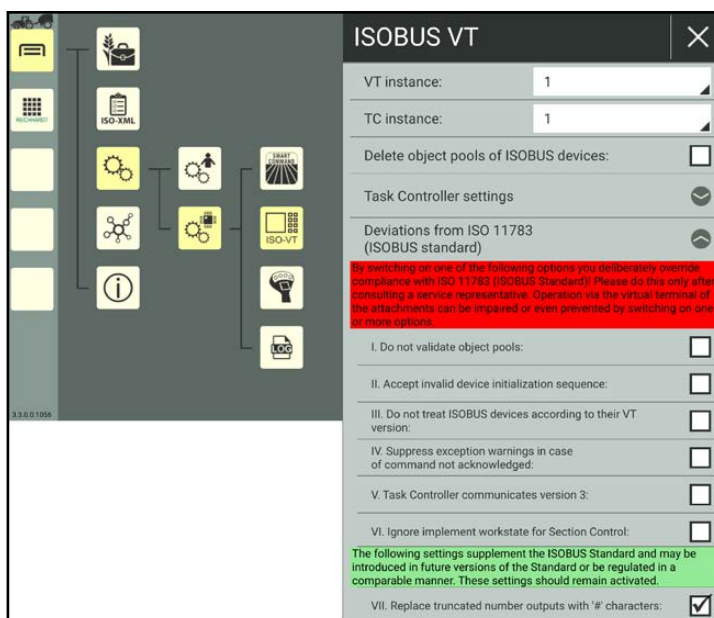 REICHHARDT
ISO-XML
SMART
COMMAND
ISO-VT
LOG
3.3.0.0.1056
ISOBUS VT
VT instance:
1
TC instance:
1
Delete object pools of ISOBUS devices:
Task Controller settings
Deviations from ISO 11783
(ISOBUS standard)
By switching on one of the following options you deliberately override
compliance with ISO 11783 (ISOBUS Standard)! Please do this only after
consulting a service representative. Operation via the virtual terminal of
the attachments can be impaired or even prevented by switching on one
or more options.
I. Do not validate object pools:
II. Accept invalid device initialization sequence:
III. Do not treat ISOBUS devices according to their VT
version:
IV. Suppress exception warnings in case
of command not acknowledged:
V. Task Controller communicates version 3:
VI. Ignore implement workstate for Section Control:
The following settings supplement the ISOBUS Standard and may be
introduced in future versions of the Standard or be regulated in a
comparable manner. These settings should remain activated.
VII. Replace truncated number outputs with '#' characters: